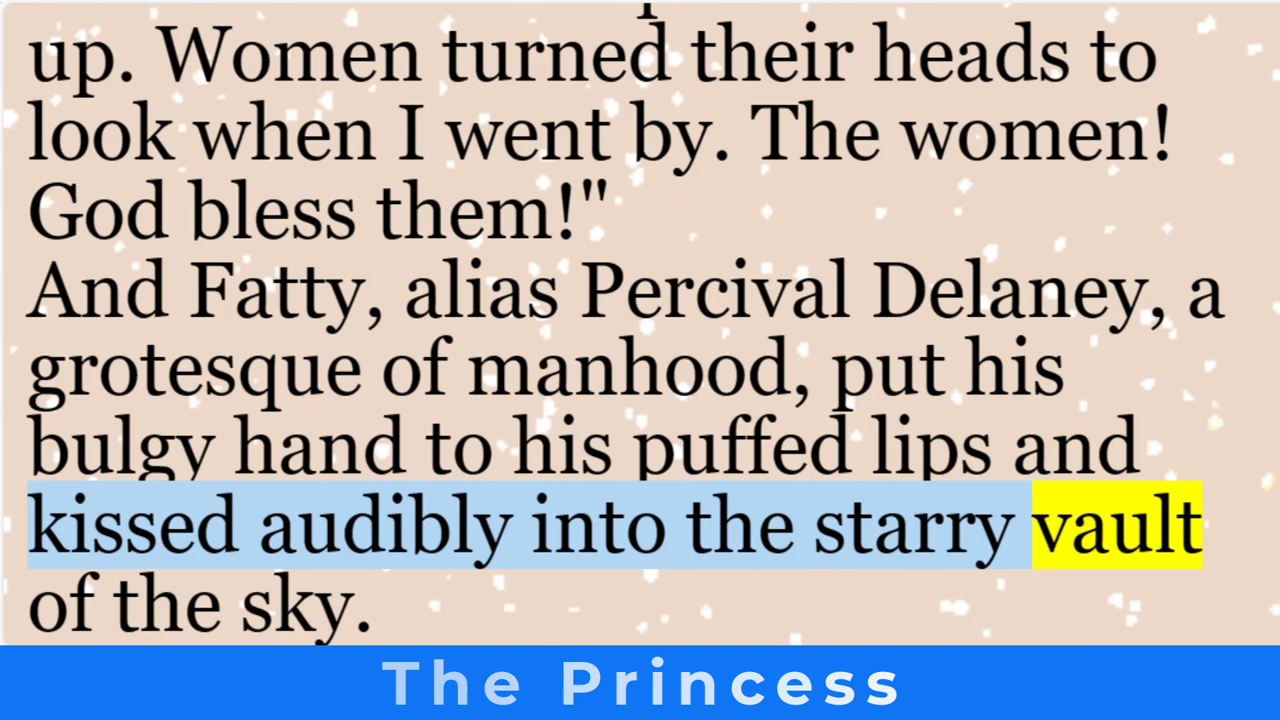 up. Women turned their heads to
look when I went by. The women!
God bless them!"
And Fatty, alias Percival Delaney, a
grotesque of manhood, put his
bulgy hand to his puffed lips and
kissed audibly into the starry vault
of the sky.
The Princess